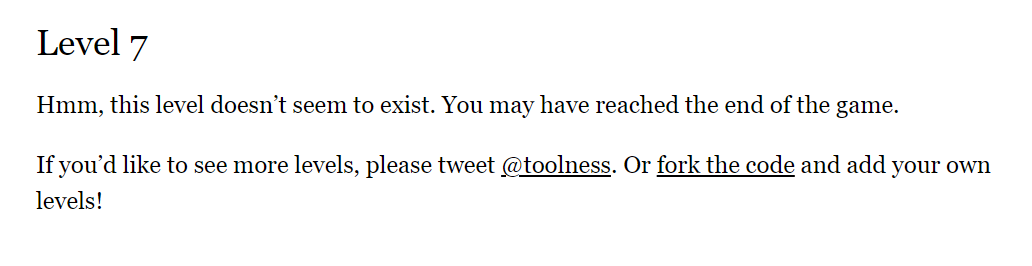 Level 7
Hmm, this level doesn’t seem to exist. You may have reached the end of the game.
If you’d like to see more levels, please tweet @toolness. Or fork the code and add your own
levels!